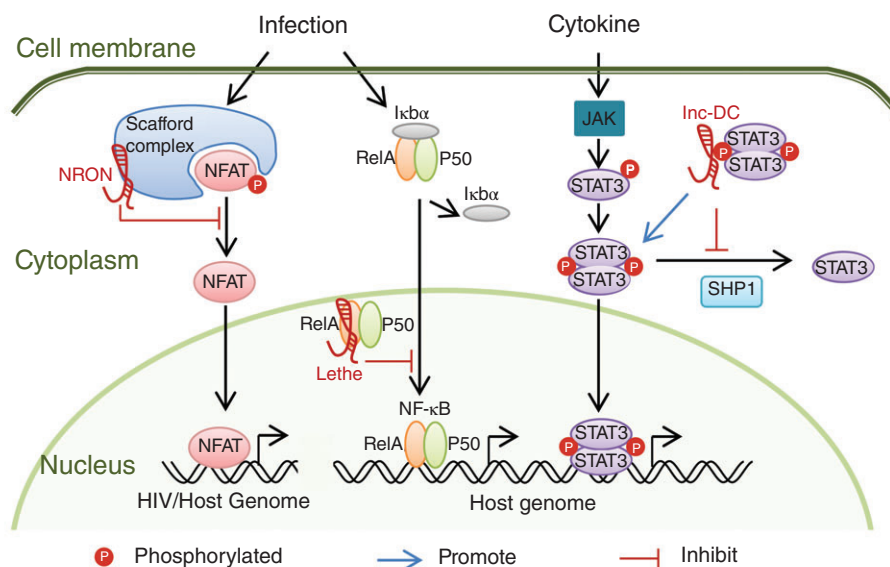 Infection
Cytokine
Cell membrane
Scafford
complex
NRON
NFAT
P
Iκbα
RelA
P50
Iκbα
JAK
P
STAT3
lnc-DC
STAT3
P
P
STAT3
Cytoplasm
NFAT
STAT3
P
P
STAT3
SHP1
STAT3
RelA
P50
Lethe
NF-κB
NFAT
RelA
P50
STAT3
P
P
STAT3
Nucleus
HIV/Host Genome
Host genome
P Phosphorylated
Promote
Inhibit